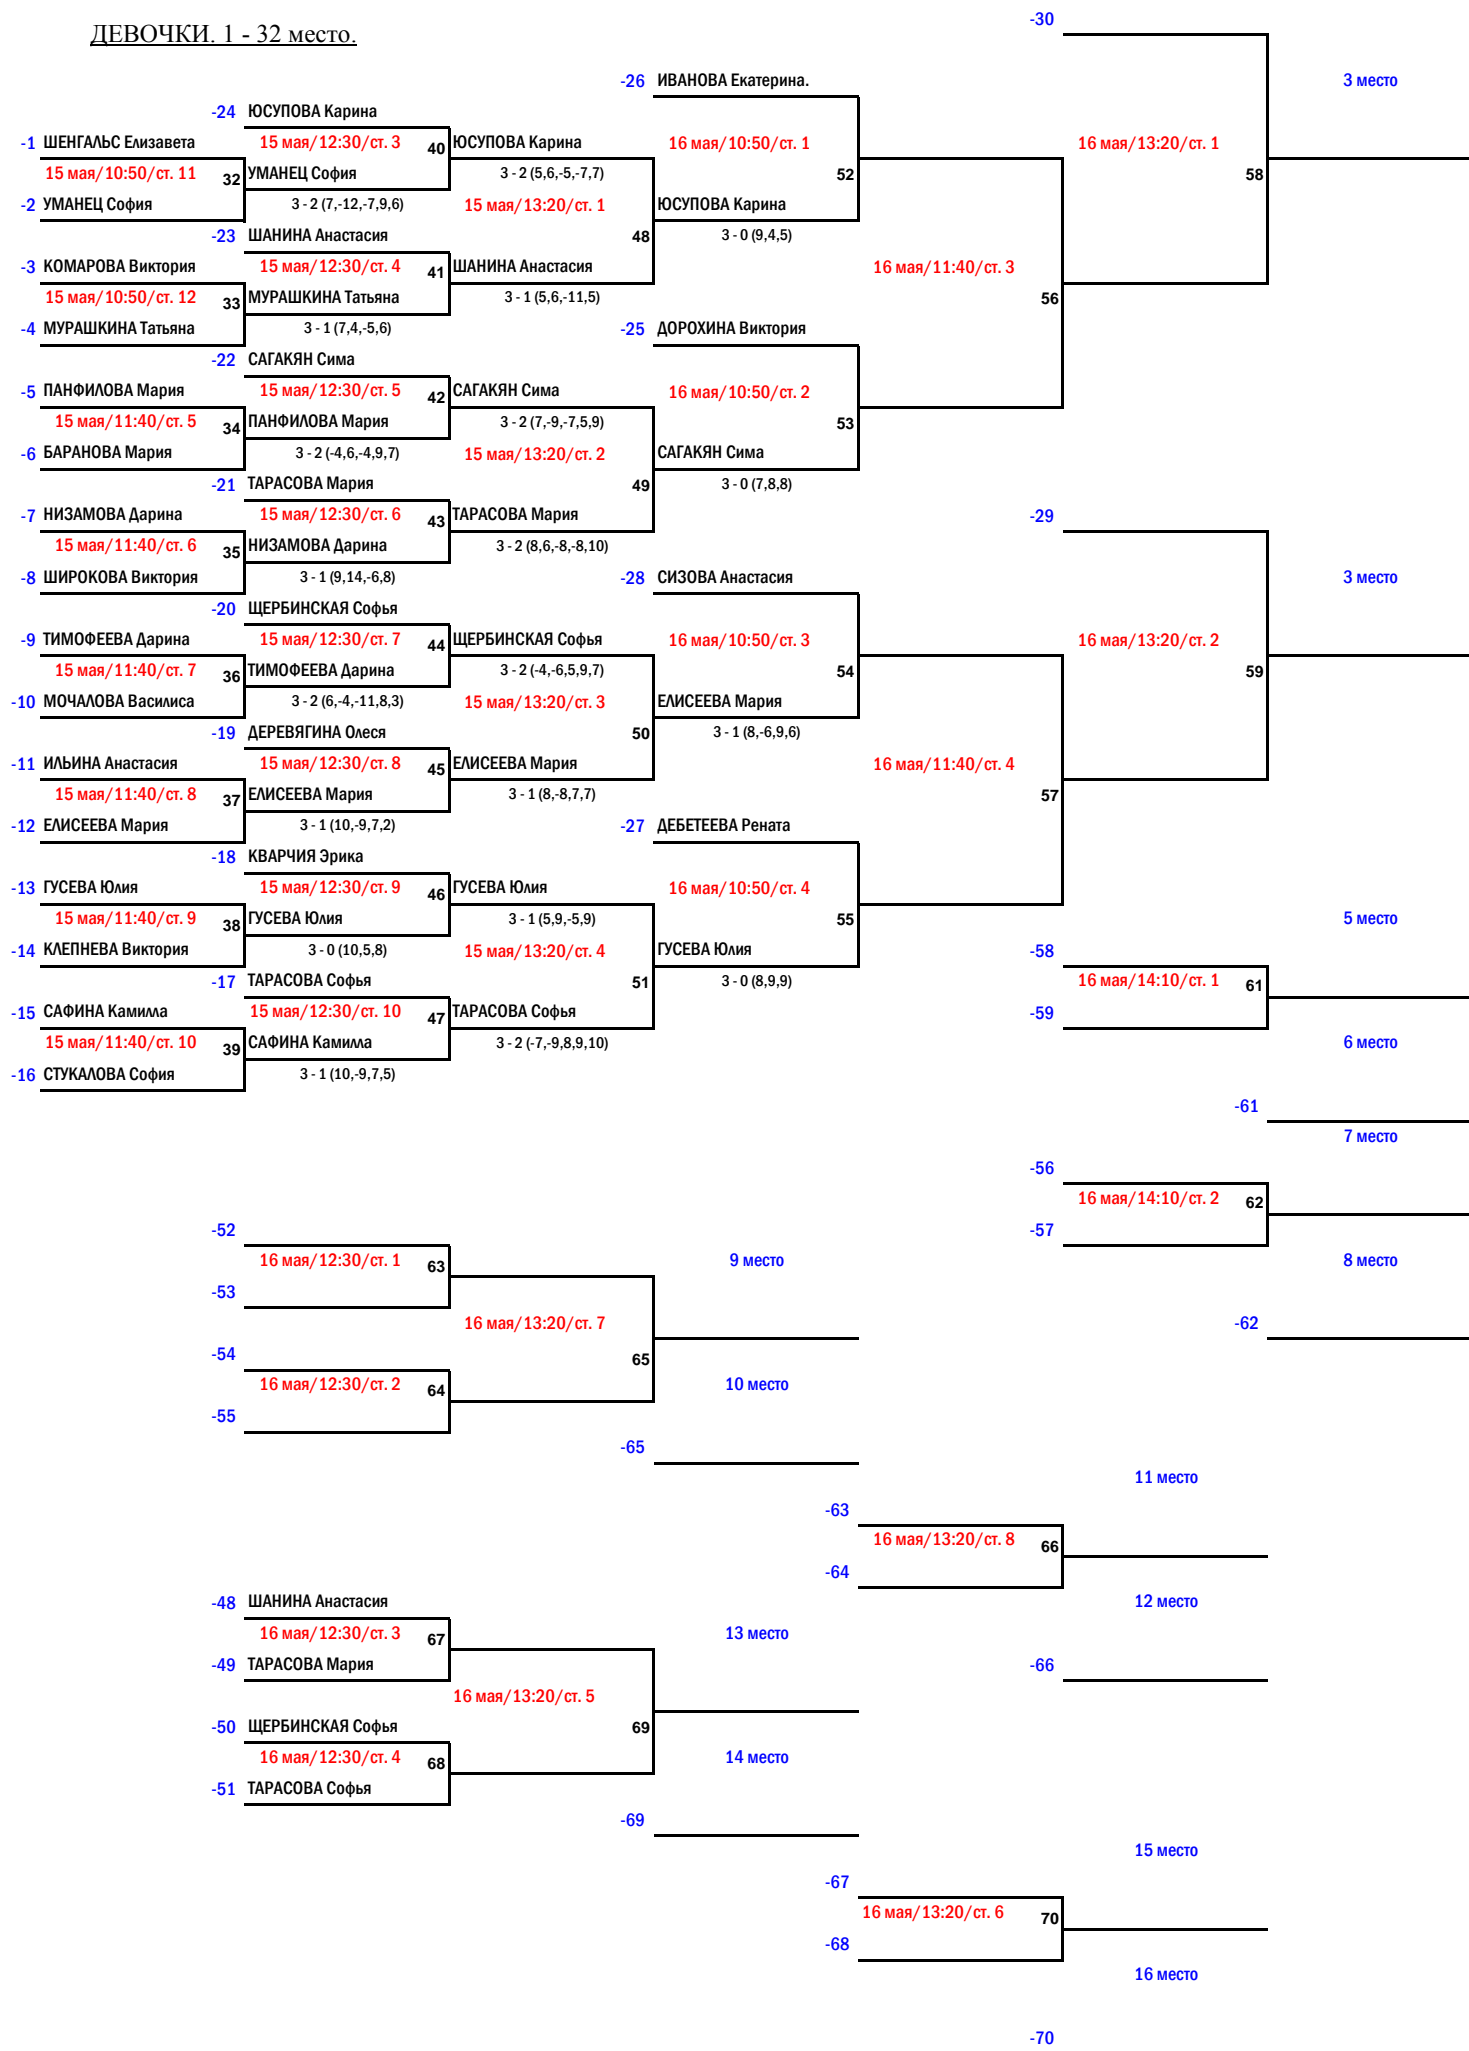 -30
ДЕВОЧКИ. 1 - 32 место.
-26 ИВАНОВА Екатерина.
3 место
-24 ЮСУПОВА Карина
-1 ШЕНГАЛЬС Елизавета 15 мая/12:30/ст. 3 40 ЮСУПОВА Карина 16 мая/10:50/ст. 1 16 мая/13:20/ст. 1
15 мая/10:50/ст. 11 32 УМАНЕЦ София 3 - 2 (5,6,-5,-7,7) 52 58
-2 УМАНЕЦ София 3 - 2 (7,-12,-7,9,6) 15 мая/13:20/ст. 1 ЮСУПОВА Карина
-23 ШАНИНА Анастасия 48 3 - 0 (9,4,5)
-3 КОМАРОВА Виктория 15 мая/12:30/ст. 4 41 ШАНИНА Анастасия 16 мая/11:40/ст. 3
15 мая/10:50/ст. 12 33 МУРАШКИНА Татьяна 3 - 1 (5,6,-11,5) 56
-4 МУРАШКИНА Татьяна 3 - 1 (7,4,-5,6) -25 ДОРОХИНА Виктория
-22 САГАКЯН Сима
-5 ПАНФИЛОВА Мария 15 мая/12:30/ст. 5 42 САГАКЯН Сима 16 мая/10:50/ст. 2
15 мая/11:40/ст. 5 34 ПАНФИЛОВА Мария 3 - 2 (7,-9,-7,5,9) 53
-6 БАРАНОВА Мария 3 - 2 (-4,6,-4,9,7) 15 мая/13:20/ст. 2 САГАКЯН Сима
-21 ТАРАСОВА Мария 49 3 - 0 (7,8,8)
-7 НИЗАМОВА Дарина 15 мая/12:30/ст. 6 43 ТАРАСОВА Мария -29
15 мая/11:40/ст. 6 35 НИЗАМОВА Дарина 3 - 2 (8,6,-8,-8,10)
-8 ШИРОКОВА Виктория 3 - 1 (9,14,-6,8) -28 СИЗОВА Анастасия 3 место
-20 ЩЕРБИНСКАЯ Софья
-9 ТИМОФЕЕВА Дарина 15 мая/12:30/ст. 7 44 ЩЕРБИНСКАЯ Софья 16 мая/10:50/ст. 3 16 мая/13:20/ст. 2
15 мая/11:40/ст. 7 36 ТИМОФЕЕВА Дарина 3 - 2 (-4,-6,5,9,7) 54 59
-10 МОЧАЛОВА Василиса 3 - 2 (6,-4,-11,8,3) 15 мая/13:20/ст. 3 ЕЛИСЕЕВА Мария
-19 ДЕРЕВЯГИНА Олеся 50 3 - 1 (8,-6,9,6)
-11 ИЛЬИНА Анастасия 15 мая/12:30/ст. 8 45 ЕЛИСЕЕВА Мария 16 мая/11:40/ст. 4
15 мая/11:40/ст. 8 37 ЕЛИСЕЕВА Мария 3 - 1 (8,-8,7,7) 57
-12 ЕЛИСЕЕВА Мария 3 - 1 (10,-9,7,2) -27 ДЕБЕТЕЕВА Рената
-18 КВАРЧИЯ Эрика
-13 ГУСЕВА Юлия 15 мая/12:30/ст. 9 46 ГУСЕВА Юлия 16 мая/10:50/ст. 4
15 мая/11:40/ст. 9 38 ГУСЕВА Юлия 3 - 1 (5,9,-5,9) 55 5 место
-14 КЛЕПНЕВА Виктория 3 - 0 (10,5,8) 15 мая/13:20/ст. 4 ГУСЕВА Юлия -58
-17 ТАРАСОВА Софья 51 3 - 0 (8,9,9) 16 мая/14:10/ст. 1 61
-15 САФИНА Камилла 15 мая/12:30/ст. 10 47 ТАРАСОВА Софья -59
15 мая/11:40/ст. 10 39 САФИНА Камилла 3 - 2 (-7,-9,8,9,10) 6 место
-16 СТУКАЛОВА София 3 - 1 (10,-9,7,5)
-61
7 место
-56
16 мая/14:10/ст. 2 62
-52 -57
16 мая/12:30/ст. 1 63 9 место 8 место
-53
16 мая/13:20/ст. 7 -62
-54 65
16 мая/12:30/ст. 2 64 10 место
-55
-65
11 место
-63
16 мая/13:20/ст. 8 66
-64
-48 ШАНИНА Анастасия 12 место
16 мая/12:30/ст. 3 67 13 место
-49 ТАРАСОВА Мария -66
16 мая/13:20/ст. 5
-50 ЩЕРБИНСКАЯ Софья 69
16 мая/12:30/ст. 4 68 14 место
-51 ТАРАСОВА Софья
-69
15 место
-67
16 мая/13:20/ст. 6 70
-68
16 место
-70